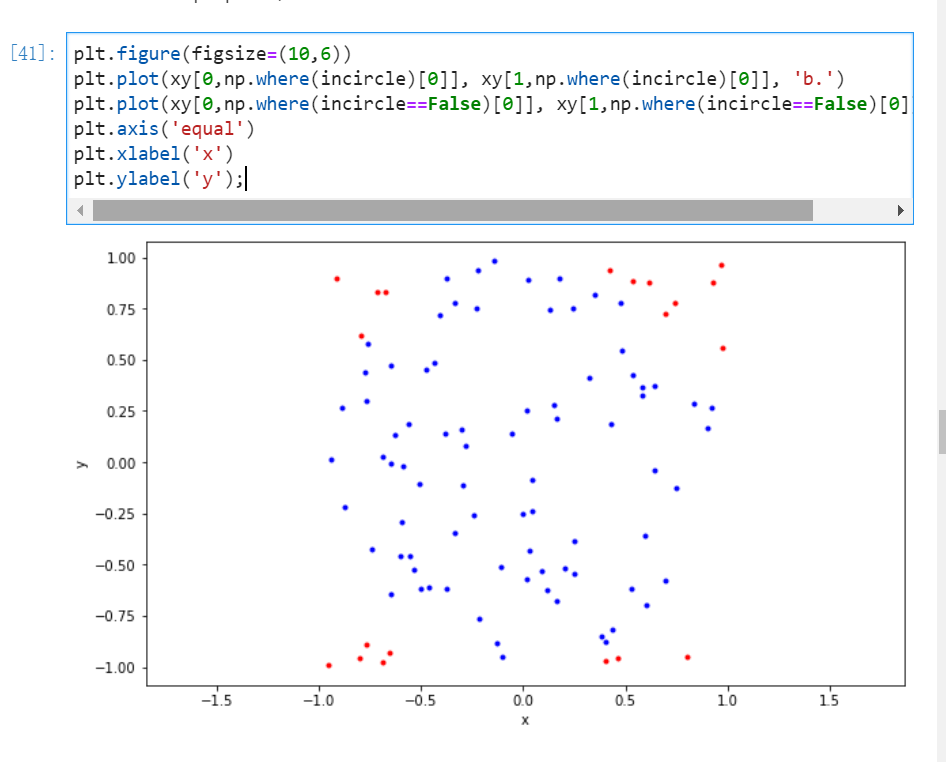 [41]:
plt.figure(figsize=(10,6))
plt.plot(xy[0,np.where(incircle)[0]], xy[1,np.where(incircle)[0]], 'b.')
plt.plot(xy[0,np.where(incircle==False)[0]], xy[1,np.where(incircle==False)[0]
plt.axis('equal')
plt.xlabel('x')
plt.ylabel('y');
1.00
0.75
0.50
0.25
0.00
−0.25
−0.50
−0.75
−1.00
y
−1.5 −1.0 −0.5 0.0 0.5 1.0 1.5
x